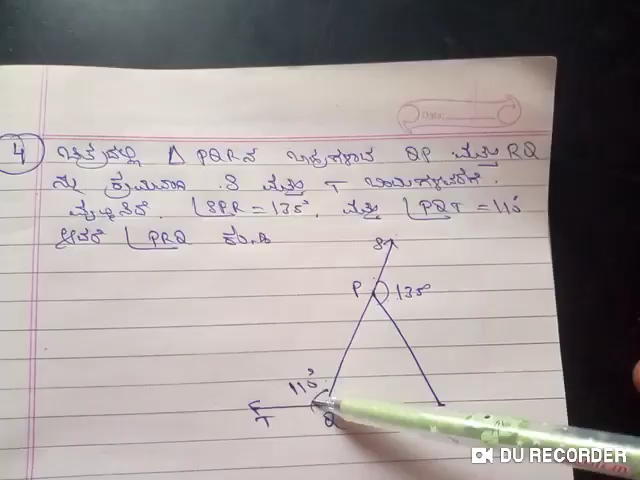 4 ಚಿತ್ರದಲ್ಲಿ Δ PQR ನ ಬಾಹುಗಳಾದ QP ಮತ್ತು RQ
ನ್ನು ಕ್ರಮವಾಗಿ S ಮತ್ತು T ಬಿಂದುಗಳವರೆಗೆ
ವೃದ್ಧಿಸಿದೆ. ∠SPR = 135° ಮತ್ತು ∠PQT = 110°
ಆದರೆ ∠PRQ ಕಂ.ಹಿ
S
P 135°
110°
T Q
DU RECORDER